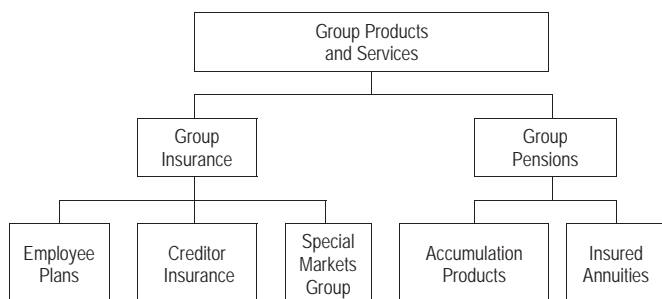 Group Products
and Services
Group
Insurance
Group
Pensions
Employee
Plans
Creditor
Insurance
Special
Markets
Group
Accumulation
Products
Insured
Annuities